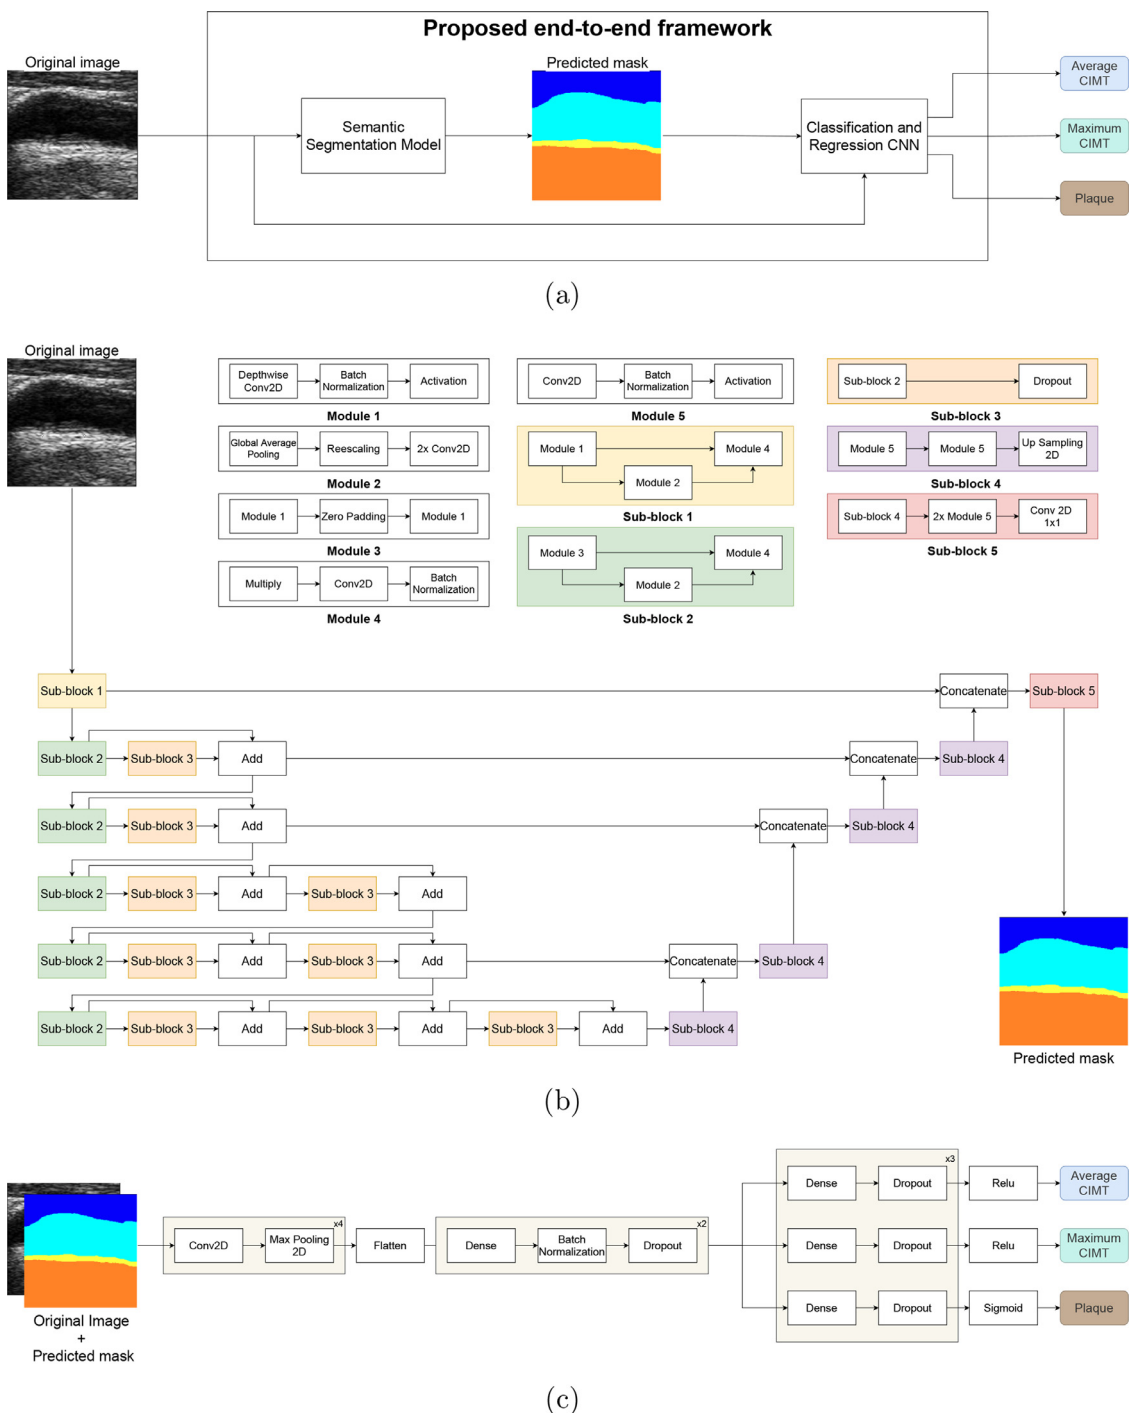 Proposed end-to-end framework
Original image
Predicted mask
Semantic
Segmentation Model
Classification and
Regression CNN
Average
CIMT
Maximum
CIMT
Plaque
(a)
Original image
Depthwise
Conv2D
Batch
Normalization
Activation
Module 1
Global Average
Pooling
Reescaling
2x Conv2D
Module 2
Module 1
Zero Padding
Module 1
Module 3
Multiply
Conv2D
Batch
Normalization
Module 4
Conv2D
Batch
Normalization
Activation
Module 5
Module 1
Module 4
Module 2
Sub-block 1
Module 3
Module 4
Module 2
Sub-block 2
Sub-block 2
Dropout
Sub-block 3
Module 5
Module 5
Up Sampling
2D
Sub-block 4
Sub-block 4
2x Module 5
Conv 2D
1x1
Sub-block 5
Sub-block 1
Concatenate
Sub-block 5
Sub-block 2
Sub-block 3
Add
Concatenate
Sub-block 4
Sub-block 2
Sub-block 3
Add
Concatenate
Sub-block 4
Sub-block 2
Sub-block 3
Add
Sub-block 3
Add
Sub-block 2
Sub-block 3
Add
Sub-block 3
Add
Concatenate
Sub-block 4
Sub-block 2
Sub-block 3
Add
Sub-block 3
Add
Sub-block 3
Add
Sub-block 4
Predicted mask
(b)
Original Image
+
Predicted mask
x4
Conv2D
Max Pooling
2D
Flatten
x2
Dense
Batch
Normalization
Dropout
x3
Dense
Dropout
Relu
Average
CIMT
Dense
Dropout
Relu
Maximum
CIMT
Dense
Dropout
Sigmoid
Plaque
(c)